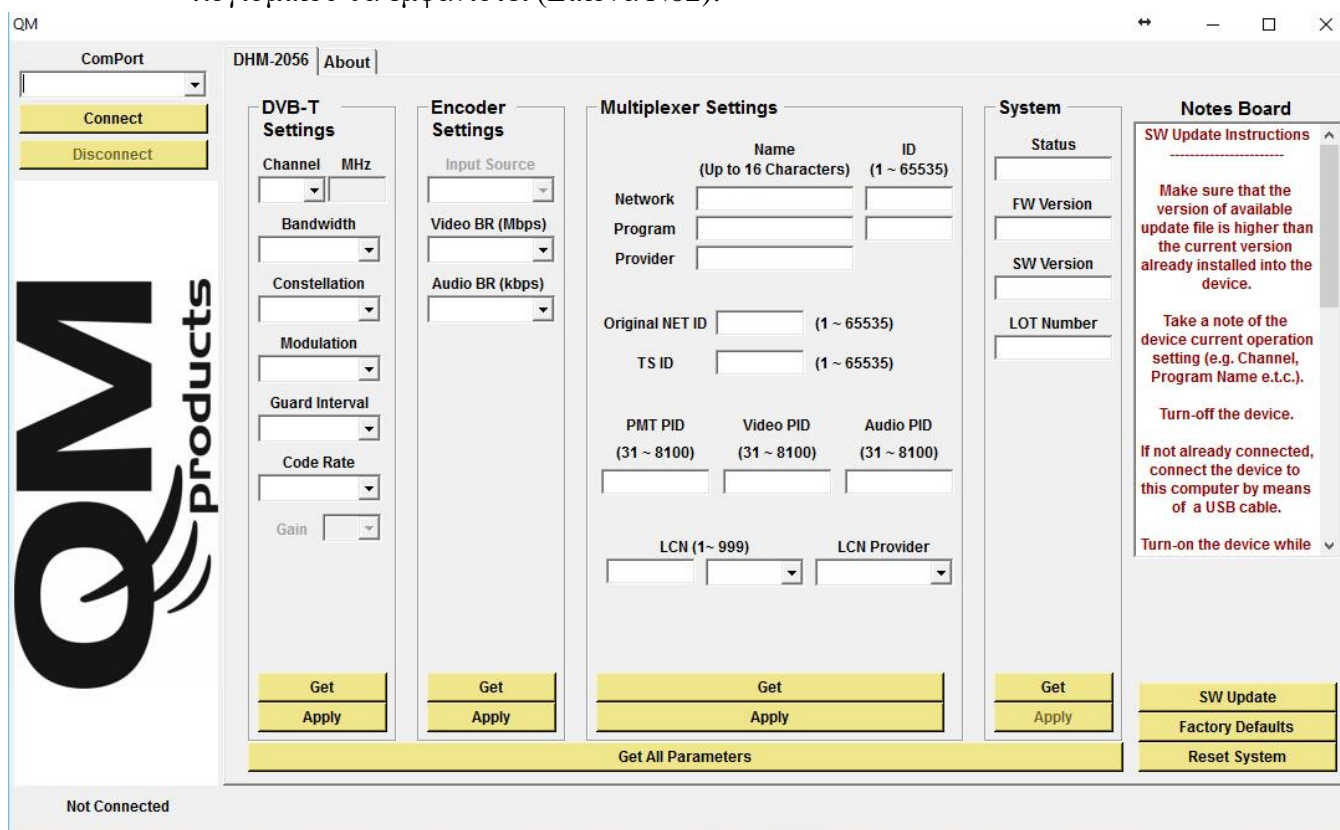 λογισμικού θα εμφανιστεί (Εικόνα Νο2).
QM
ComPort
Connect
Disconnect
QM
products
Not Connected
DHM-2056
About
DVB-T
Settings
Channel MHz
Bandwidth
Constellation
Modulation
Guard Interval
Code Rate
Gain
Get
Apply
Encoder
Settings
Input Source
Video BR (Mbps)
Audio BR (kbps)
Get
Apply
Multiplexer Settings
Name ID
(Up to 16 Characters) (1 ~ 65535)
Network
Program
Provider
Original NET ID (1 ~ 65535)
TS ID (1 ~ 65535)
PMT PID Video PID Audio PID
(31 ~ 8100) (31 ~ 8100) (31 ~ 8100)
LCN (1~ 999) LCN Provider
Get
Apply
System
Status
FW Version
SW Version
LOT Number
Get
Apply
Get All Parameters
Notes Board
SW Update Instructions
-----------------------
Make sure that the
version of available
update file is higher than
the current version
already installed into the
device.
Take a note of the
device current operation
setting (e.g. Channel,
Program Name e.t.c.).
Turn-off the device.
If not already connected,
connect the device to
this computer by means
of a USB cable.
Turn-on the device while
SW Update
Factory Defaults
Reset System